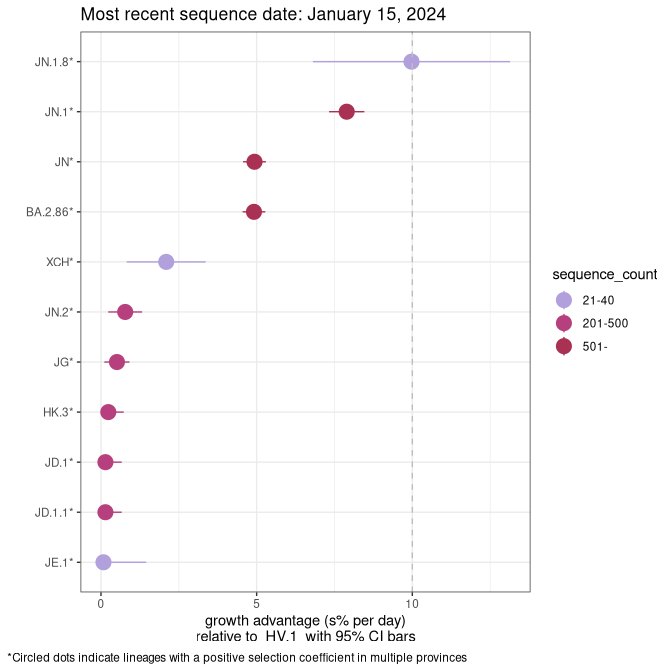 Most recent sequence date: January 15, 2024
JN.1.8*
JN.1*
JN*
BA.2.86*
XCH*
JN.2*
JG*
HK.3*
JD.1*
JD.1.1*
JE.1*
0 5 10
growth advantage (s% per day)
relative to HV.1 with 95% CI bars
sequence_count
21-40
201-500
501-
*Circled dots indicate lineages with a positive selection coefficient in multiple provinces